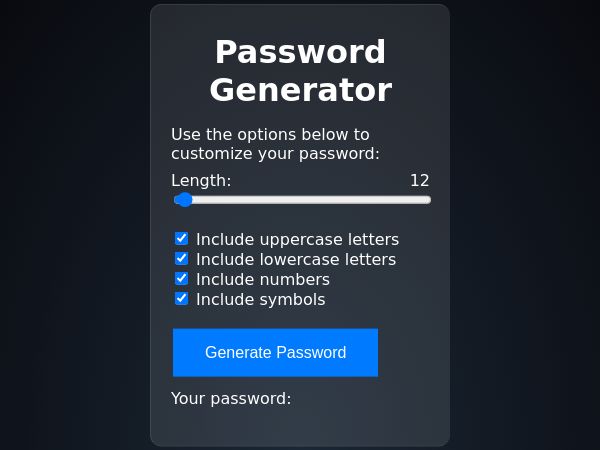 Password
Generator
Use the options below to
customize your password:
Length: 12
Include uppercase letters
Include lowercase letters
Include numbers
Include symbols
Generate Password
Your password: